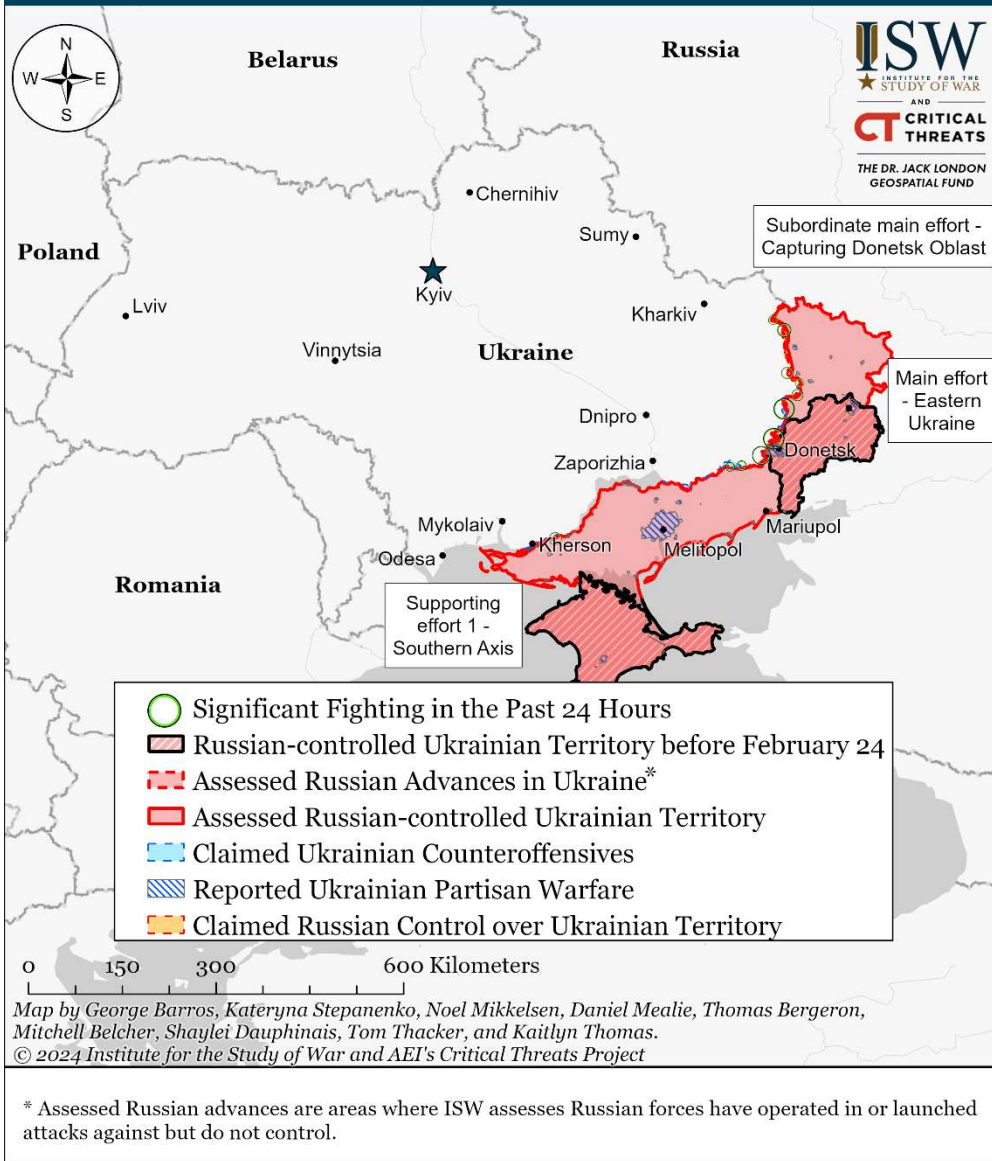 N
W E
S
Belarus
Russia
ISW
INSTITUTE FOR THE
STUDY OF WAR
AND
CT CRITICAL
THREATS
THE DR. JACK LONDON
GEOSPATIAL FUND
Chernihiv
Sumy
Subordinate main effort -
Capturing Donetsk Oblast
Poland
Kyiv
Lviv
Kharkiv
Vinnytsia
Ukraine
Main effort
- Eastern
Ukraine
Dnipro
Donetsk
Zaporizhia
Mariupol
Mykolaiv
Kherson
Melitopol
Odesa
Romania
Supporting
effort 1 -
Southern Axis
Significant Fighting in the Past 24 Hours
Russian-controlled Ukrainian Territory before February 24
Assessed Russian Advances in Ukraine*
Assessed Russian-controlled Ukrainian Territory
Claimed Ukrainian Counteroffensives
Reported Ukrainian Partisan Warfare
Claimed Russian Control over Ukrainian Territory
0 150 300 600 Kilometers
Map by George Barros, Kateryna Stepanenko, Noel Mikkelsen, Daniel Mealie, Thomas Bergeron,
Mitchell Belcher, Shaylei Dauphinais, Tom Thacker, and Kaitlyn Thomas.
© 2024 Institute for the Study of War and AEI's Critical Threats Project
* Assessed Russian advances are areas where ISW assesses Russian forces have operated in or launched
attacks against but do not control.